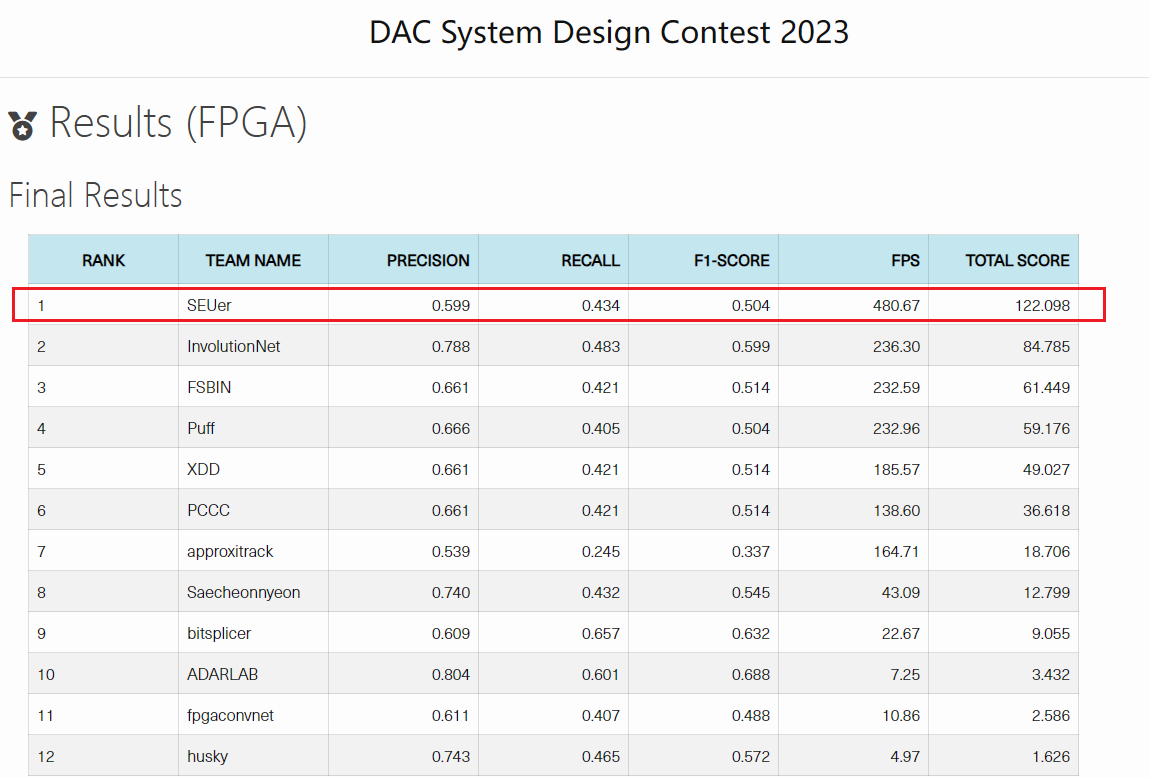 DAC System Design Contest 2023
Results (FPGA)
Final Results
RANK TEAM NAME PRECISION RECALL F1-SCORE FPS TOTAL SCORE
1 SEUer 0.599 0.434 0.504 480.67 122.098
2 InvolutionNet 0.788 0.483 0.599 236.30 84.785
3 FSBIN 0.661 0.421 0.514 232.59 61.449
4 Puff 0.666 0.405 0.504 232.96 59.176
5 XDD 0.661 0.421 0.514 185.57 49.027
6 PCCC 0.661 0.421 0.514 138.60 36.618
7 approxitrack 0.539 0.245 0.337 164.71 18.706
8 Saecheonnyeon 0.740 0.432 0.545 43.09 12.799
9 bitsplicer 0.609 0.657 0.632 22.67 9.055
10 ADARLAB 0.804 0.601 0.688 7.25 3.432
11 fpgaconvnet 0.611 0.407 0.488 10.86 2.586
12 husky 0.743 0.465 0.572 4.97 1.626